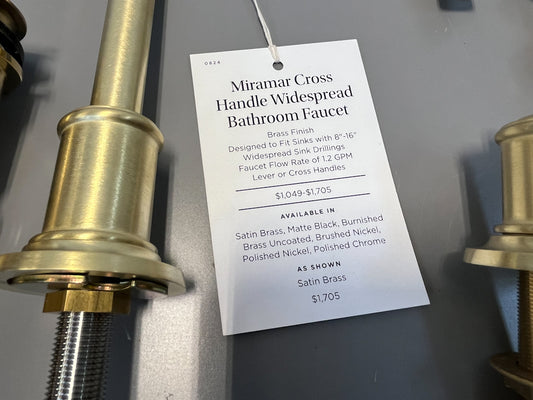 0824
Miramar Cross
Handle Widespread
Bathroom Faucet
Brass Finish
Designed to Fit Sinks with 8"-16"
Widespread Sink Drillings
Faucet Flow Rate of 1.2 GPM
Lever or Cross Handles
$1,049-$1,705
AVAILABLE IN
Satin Brass, Matte Black, Burnished
Brass Uncoated, Brushed Nickel,
Polished Nickel, Polished Chrome
AS SHOWN
Satin Brass
$1,705